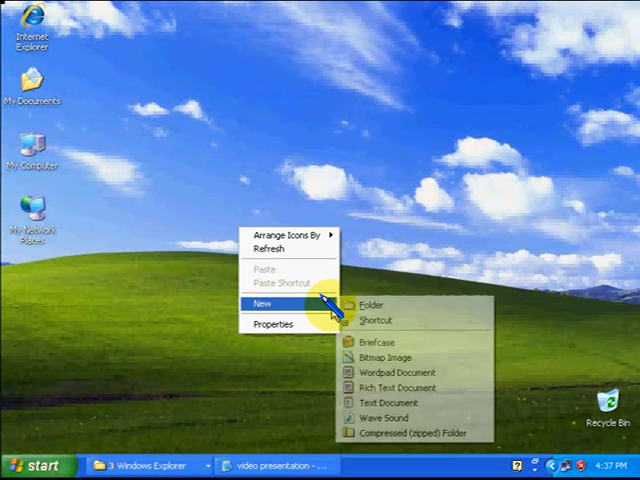 Internet
Explorer
My Documents
My Computer
My Network
Places
Arrange Icons By
Refresh
Paste
Paste Shortcut
New
Properties
Folder
Shortcut
Briefcase
Bitmap Image
Wordpad Document
Rich Text Document
Text Document
Wave Sound
Compressed (zipped) Folder
Recycle Bin
start
3 Windows Explorer
video presentation - ...
4:37 PM